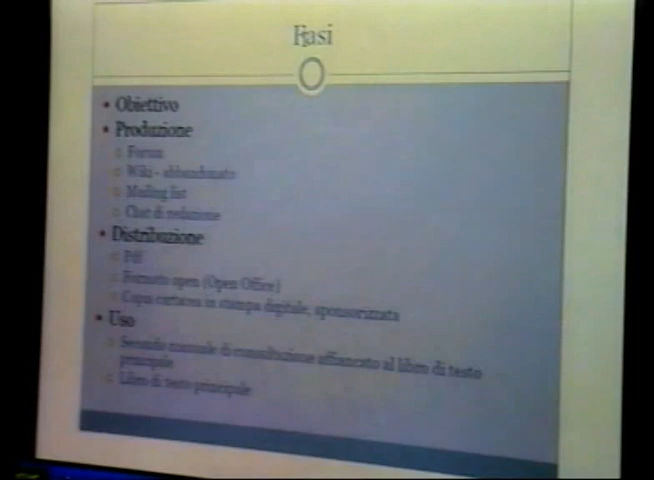 Fasi
• Obiettivo
• Produzione
Forum
Wiki - abbandonato
Mailing list
Chat di redazione
• Distribuzione
Pdf
Formato open (Open Office)
Copia cartacea in stampa digitale, sponsorizzata
• Uso
Secondo manuale di consultazione affiancato al libro di testo
principale
Libro di testo principale